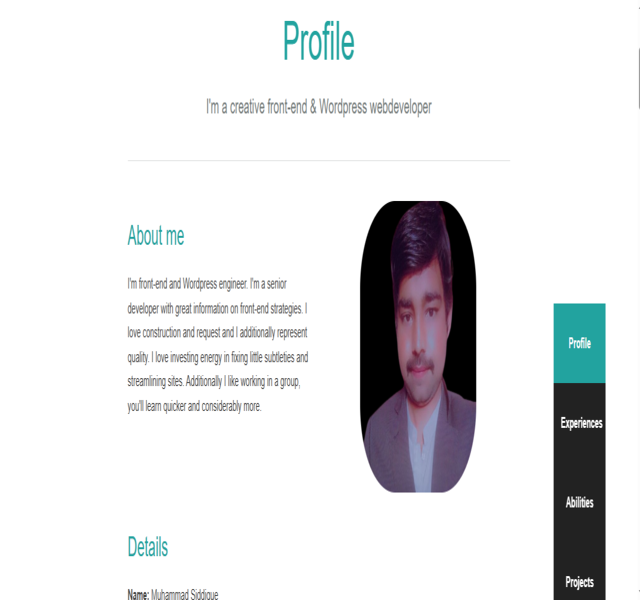 Profile
I'm a creative front-end & Wordpress webdeveloper
About me
I'm front-end and Wordpress engineer. I'm a senior
developer with great information on front-end strategies. I
love construction and request and I additionally represent
quality. I love investing energy in fixing little subtleties and
streamlining sites. Additionally I like working in a group,
you'll learn quicker and considerably more.
Profile
Experiences
Abilities
Projects
Details
Name: Muhammad Siddique